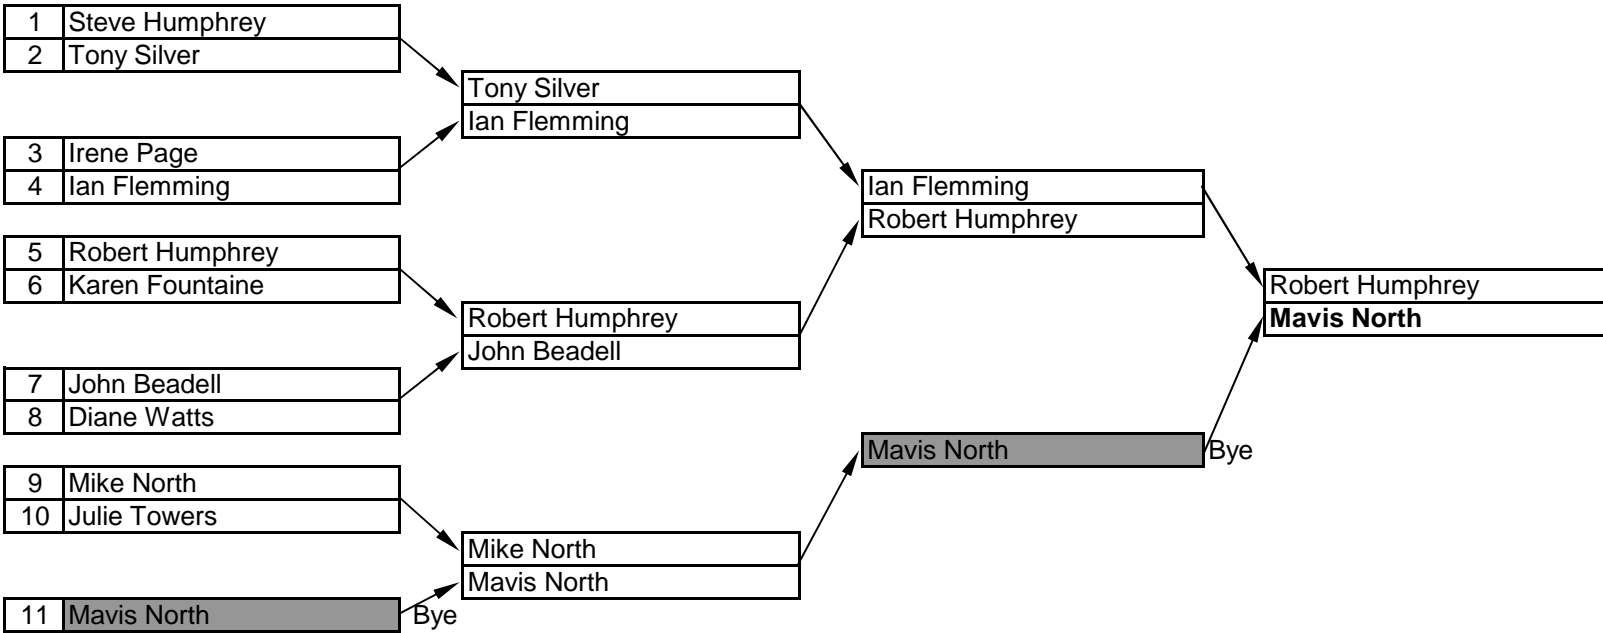 1 Steve Humphrey
2 Tony Silver
3 Irene Page
4 Ian Flemming
5 Robert Humphrey
6 Karen Fountaine
7 John Beadell
8 Diane Watts
9 Mike North
10 Julie Towers
11 Mavis North Bye
Tony Silver
Ian Flemming
Robert Humphrey
John Beadell
Mike North
Mavis North
Ian Flemming
Robert Humphrey
Mavis North Bye
Robert Humphrey
Mavis North